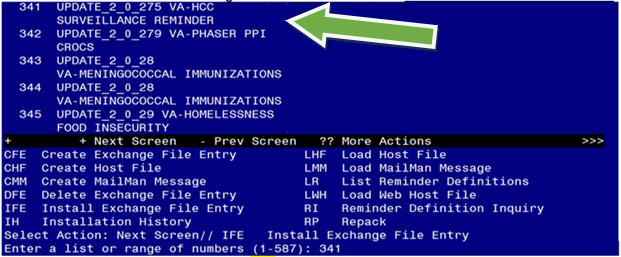 341 UPDATE_2_0_275 VA-HCC
SURVEILLANCE REMINDER
342 UPDATE_2_0_279 VA-PHASER PPI
CROCS
343 UPDATE_2_0_28
VA-MENINGOCOCCAL IMMUNIZATIONS
344 UPDATE_2_0_28
VA-MENINGOCOCCAL IMMUNIZATIONS
345 UPDATE_2_0_29 VA-HOMELESSNESS
FOOD INSECURITY
+ + Next Screen - Prev Screen ?? More Actions >>>
CFE Create Exchange File Entry LHF Load Host File
CHF Create Host File LMM Load MailMan Message
CMM Create MailMan Message LR List Reminder Definitions
DFE Delete Exchange File Entry LWH Load Web Host File
IFE Install Exchange File Entry RI Reminder Definition Inquiry
IH Installation History RP Repack
Select Action: Next Screen// IFE Install Exchange File Entry
Enter a list or range of numbers (1-587): 341